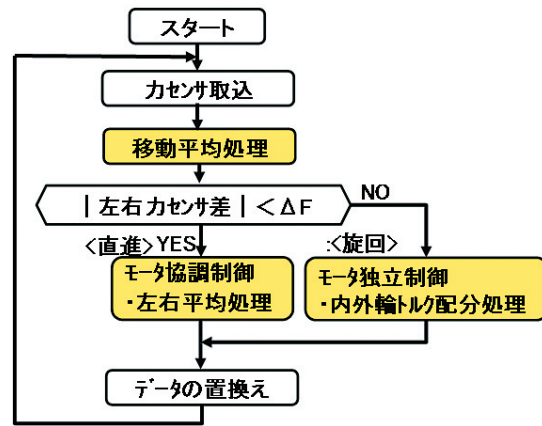 スタート
力センサ取込
移動平均処理
|左右力センサ差|<ΔF
NO
<直進>YES
:<旋回>
モータ協調制御
・左右平均処理
モータ独立制御
・内外輪トルク配分処理
データの置換え